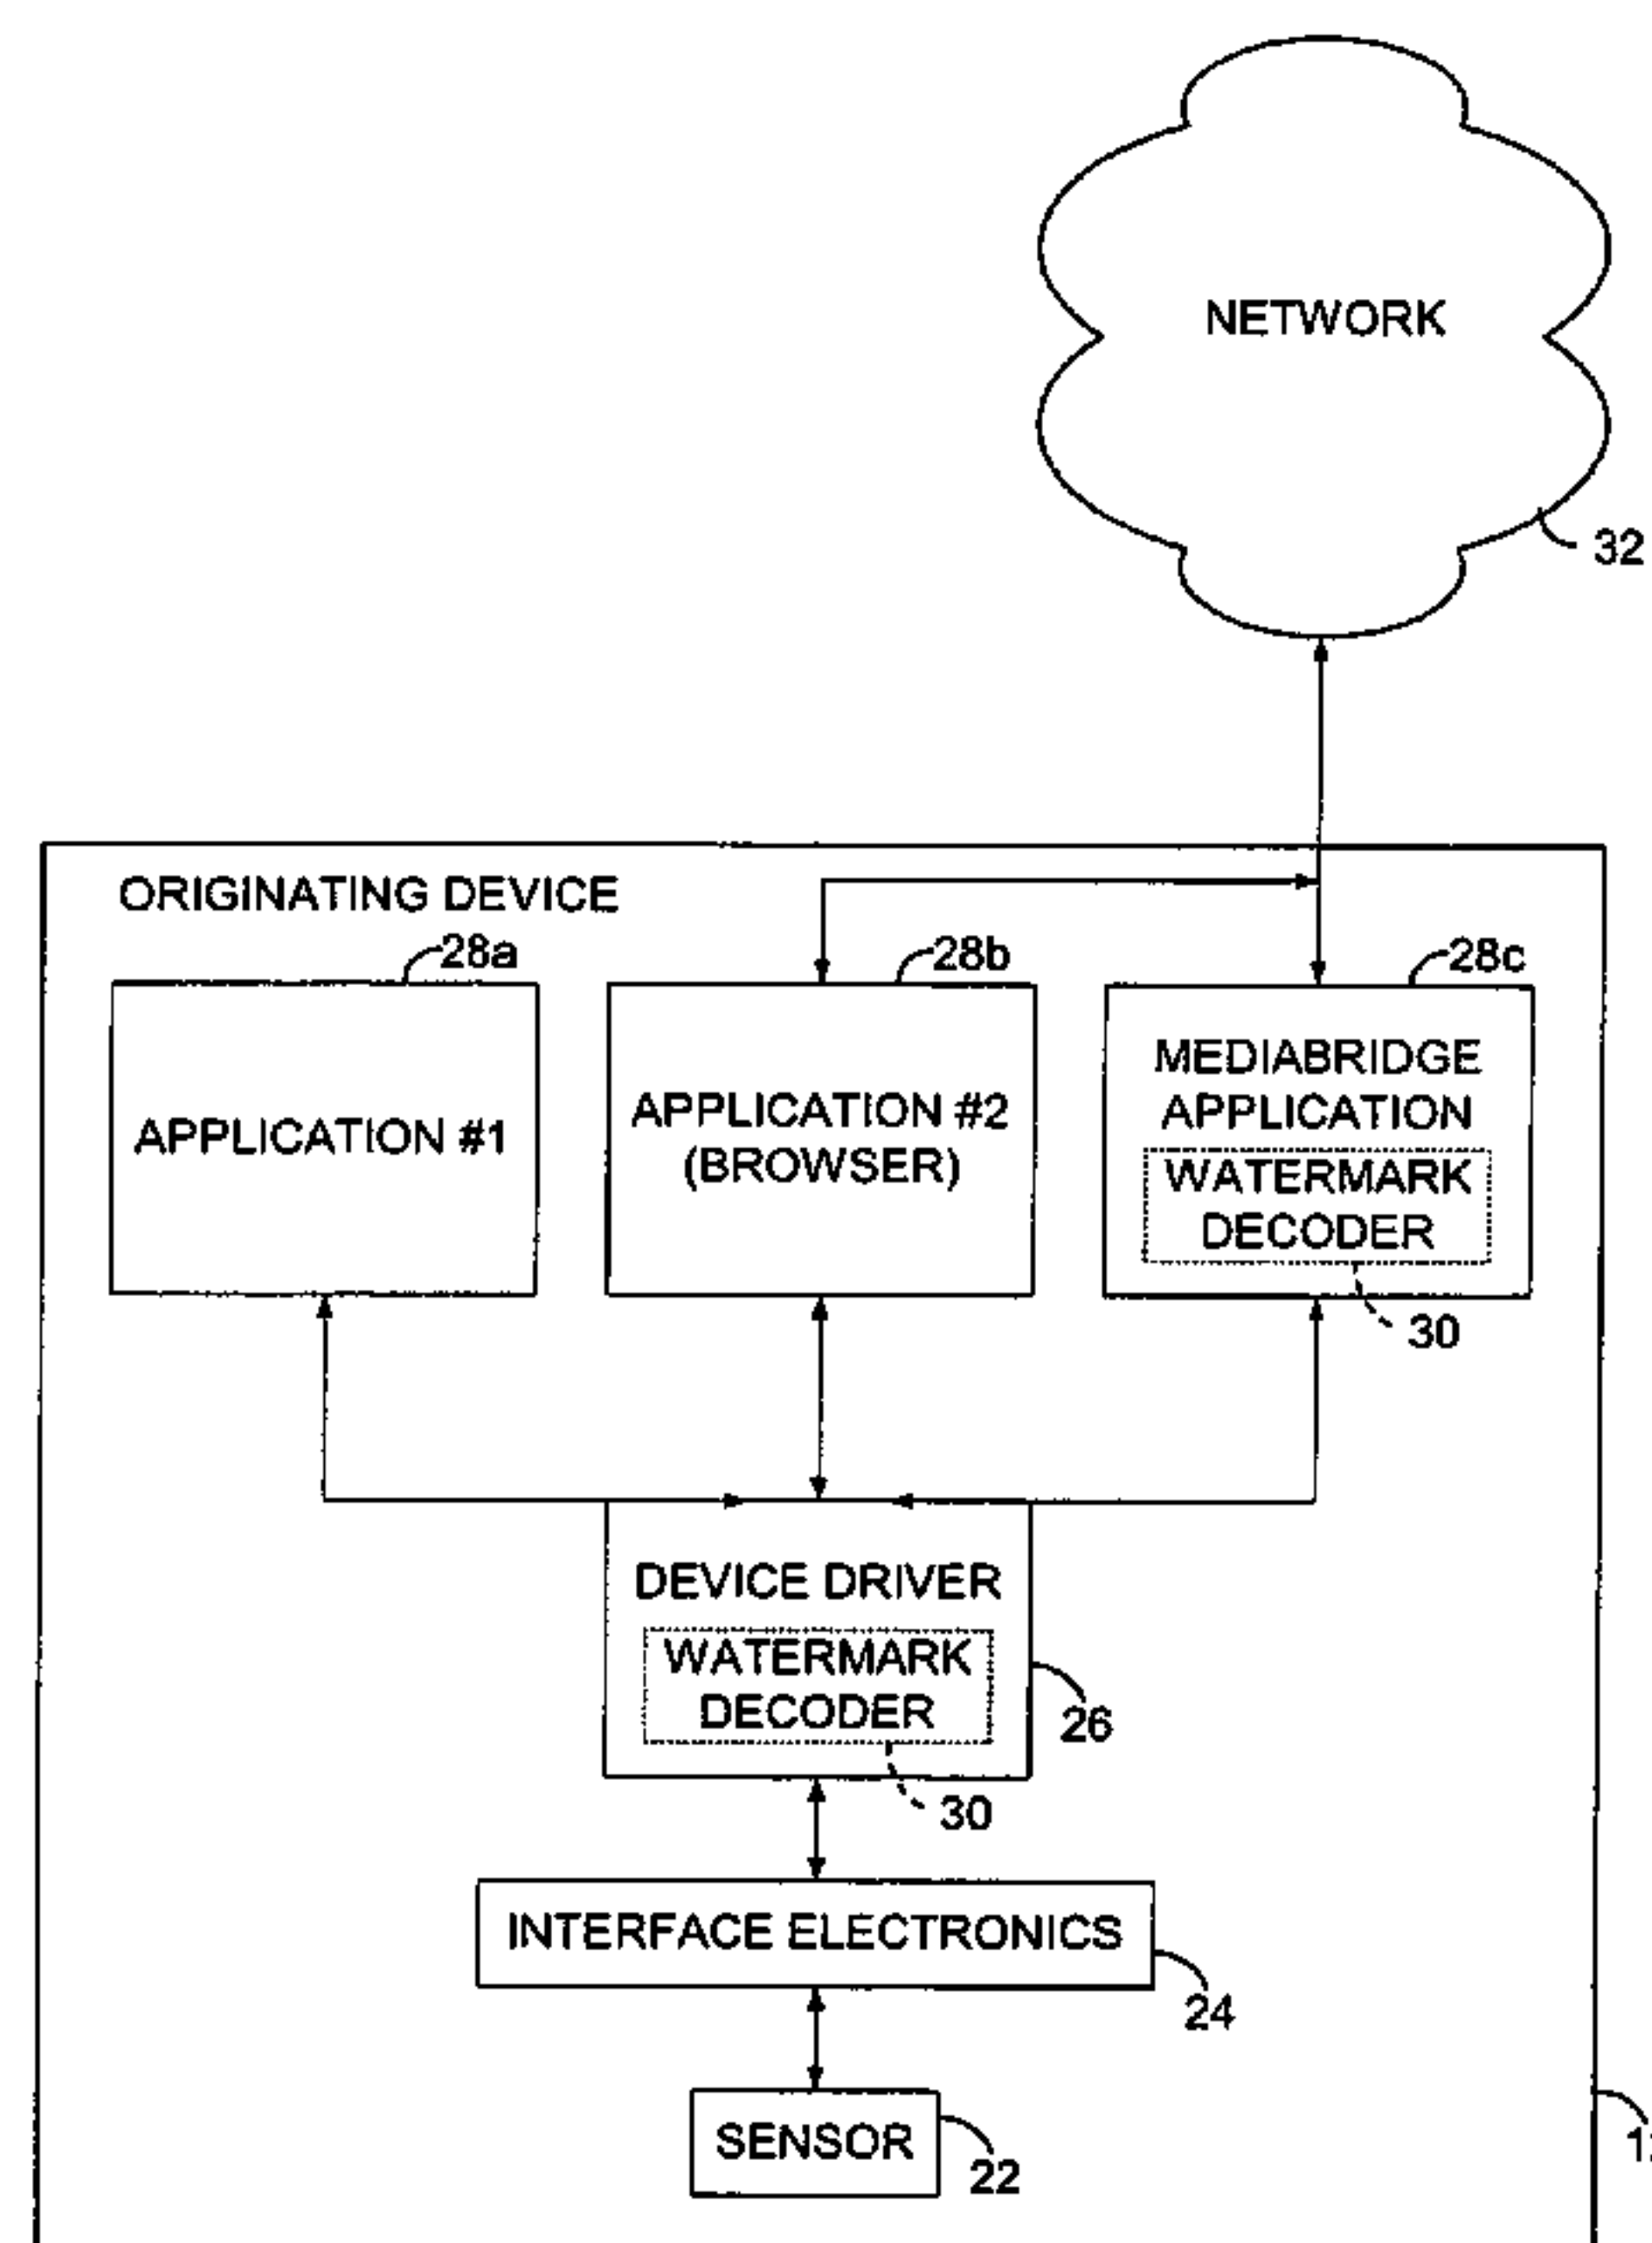 NETWORK
32
ORIGINATING DEVICE
28a
28b
28c
APPLICATION #1
APPLICATION #2
(BROWSER)
MEDIABRIDGE
APPLICATION
WATERMARK
DECODER
30
DEVICE DRIVER
WATERMARK
DECODER
26
30
INTERFACE ELECTRONICS
24
SENSOR
22